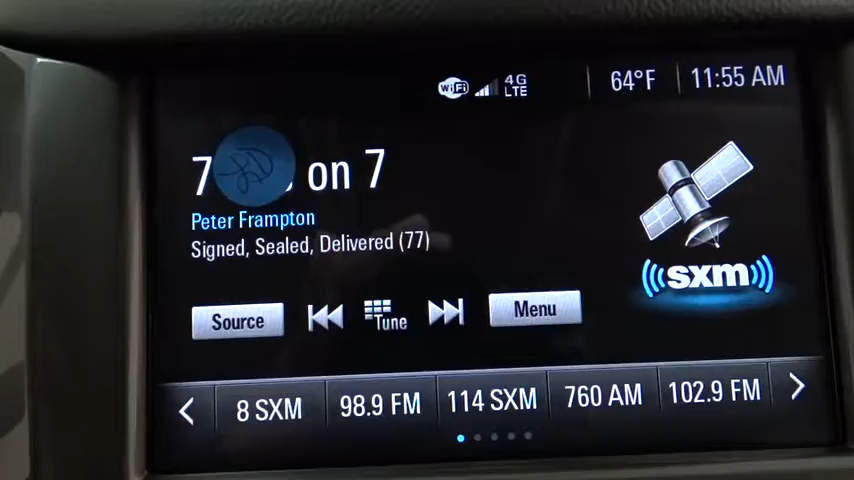 WiFi 4G LTE 64°F 11:55 AM
7 on 7
Peter Frampton
Signed, Sealed, Delivered (77)
sxm
Source Tune Menu
8 SXM 98.9 FM 114 SXM 760 AM 102.9 FM